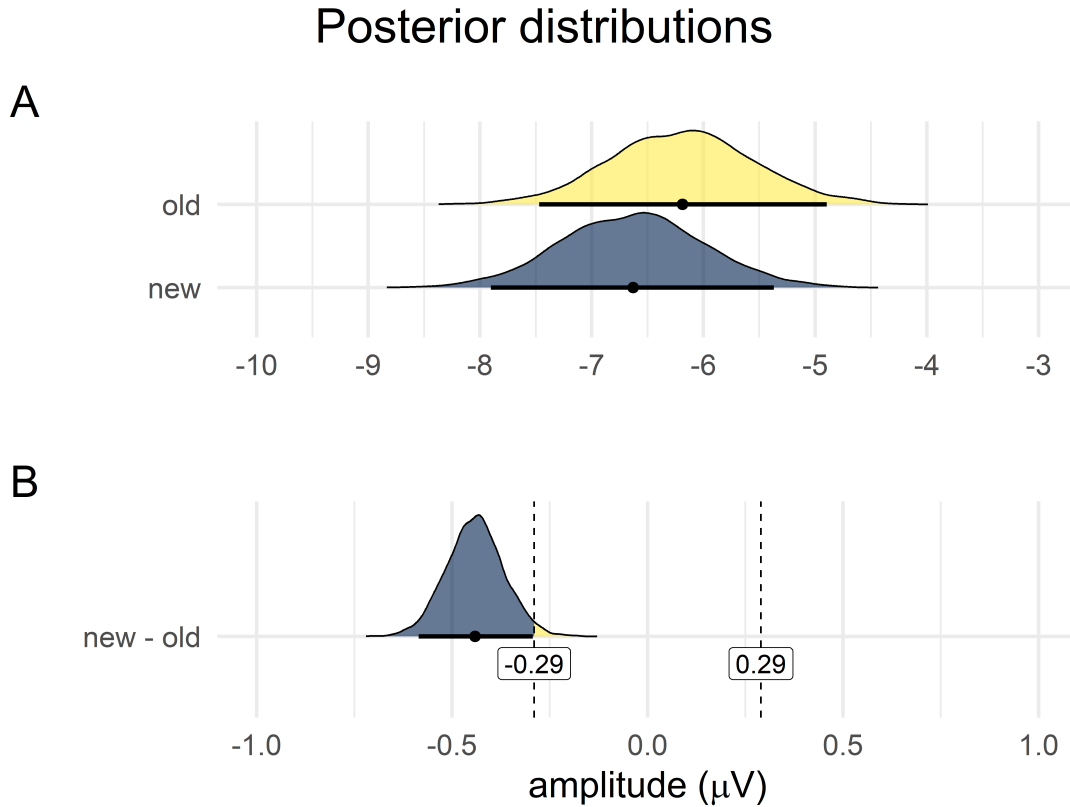 Posterior distributions
A
old
new
-10 -9 -8 -7 -6 -5 -4 -3
B
new - old
-0.29 0.29
-1.0 -0.5 0.0 0.5 1.0
amplitude (μV)